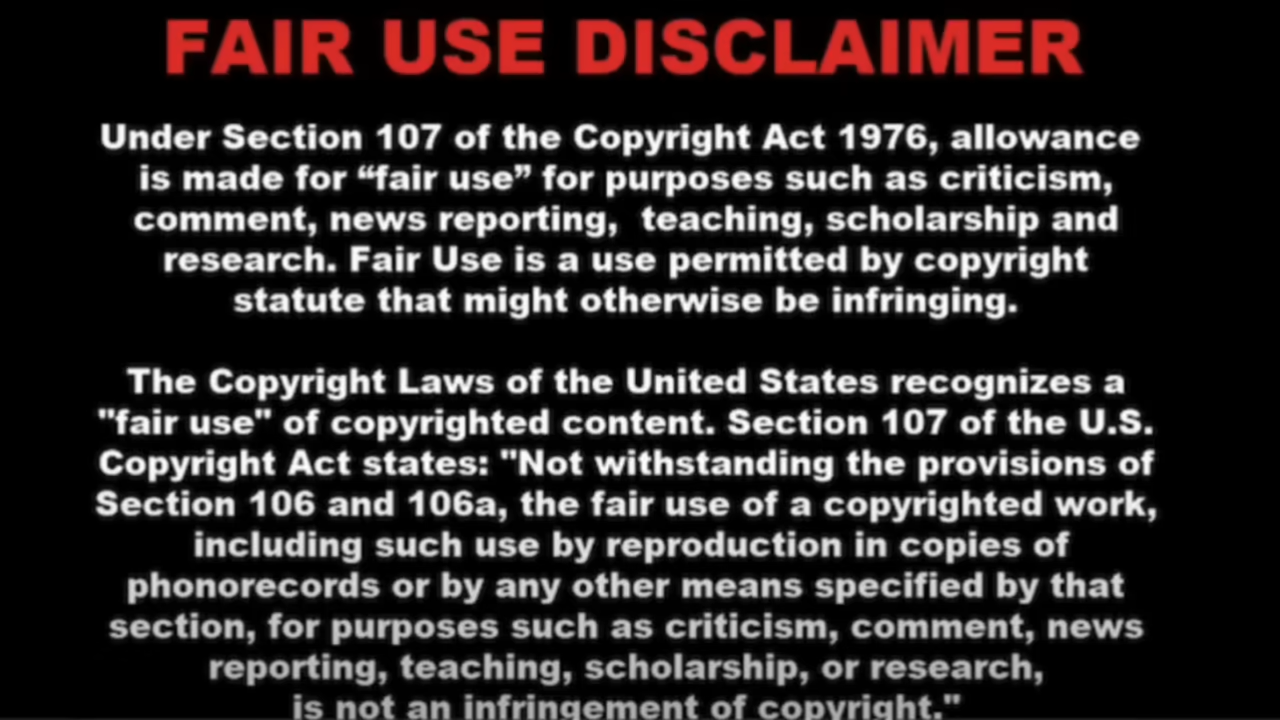 FAIR USE DISCLAIMER
Under Section 107 of the Copyright Act 1976, allowance
is made for “fair use” for purposes such as criticism,
comment, news reporting,  teaching, scholarship and
research. Fair Use is a use permitted by copyright
statute that might otherwise be infringing.
The Copyright Laws of the United States recognizes a
"fair use" of copyrighted content. Section 107 of the U.S.
Copyright Act states: "Not withstanding the provisions of
Section 106 and 106a, the fair use of a copyrighted work,
including such use by reproduction in copies of
phonorecords or by any other means specified by that
section, for purposes such as criticism, comment, news
reporting, teaching, scholarship, or research,
is not an infringement of copyright."